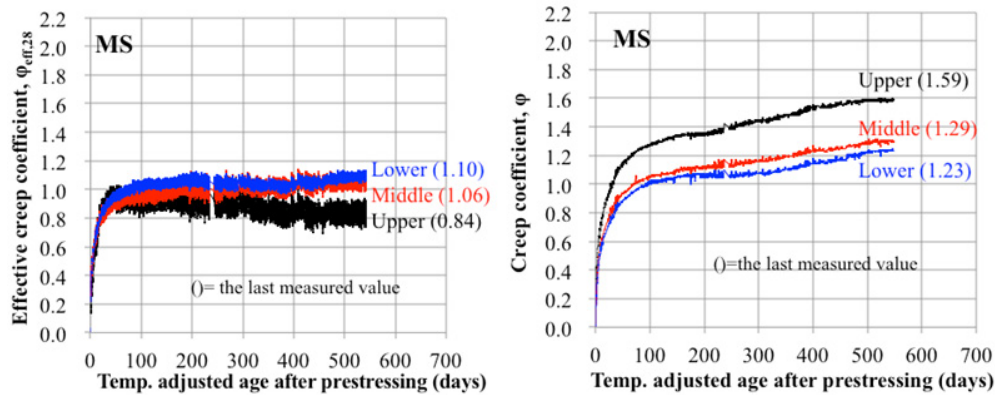 MS
Effective creep coefficient, φeff,28
2.2
2.0
1.8
1.6
1.4
1.2
1.0
0.8
0.6
0.4
0.2
0.0
Lower (1.10)
Middle (1.06)
Upper (0.84)
()= the last measured value
0 100 200 300 400 500 600 700
Temp. adjusted age after prestressing (days)
MS
Creep coefficient, φ
2.2
2.0
1.8
1.6
1.4
1.2
1.0
0.8
0.6
0.4
0.2
0.0
Upper (1.59)
Middle (1.29)
Lower (1.23)
()=the last measured value
0 100 200 300 400 500 600 700
Temp. adjusted age after prestressing (days)